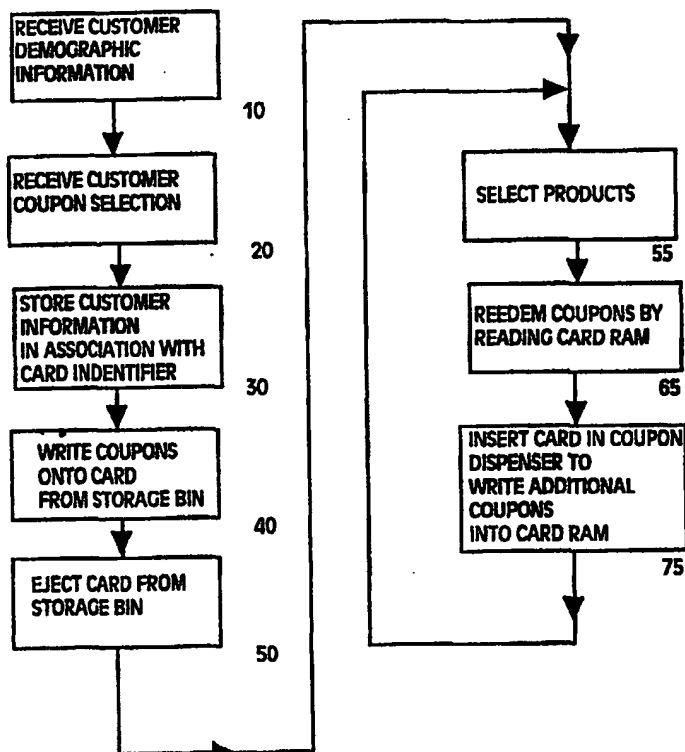 RECEIVE CUSTOMER
DEMOGRAPHIC
INFORMATION
10
RECEIVE CUSTOMER
COUPON SELECTION
20
STORE CUSTOMER
INFORMATION
IN ASSOCIATION WITH
CARD INDENTIFIER
30
WRITE COUPONS
ONTO CARD
FROM STORAGE BIN
40
EJECT CARD FROM
STORAGE BIN
50
SELECT PRODUCTS
55
REEDEM COUPONS BY
READING CARD RAM
65
INSERT CARD IN COUPON
DISPENSER TO
WRITE ADDITIONAL
COUPONS
INTO CARD RAM
75